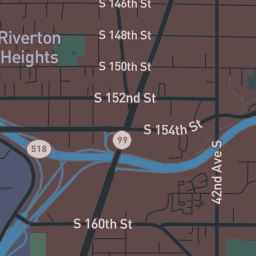 S 146th St
S 148th St
Riverton
Heights
S 150th St
S 152nd St
S 154th St
99
518
42nd Ave S
S 160th St